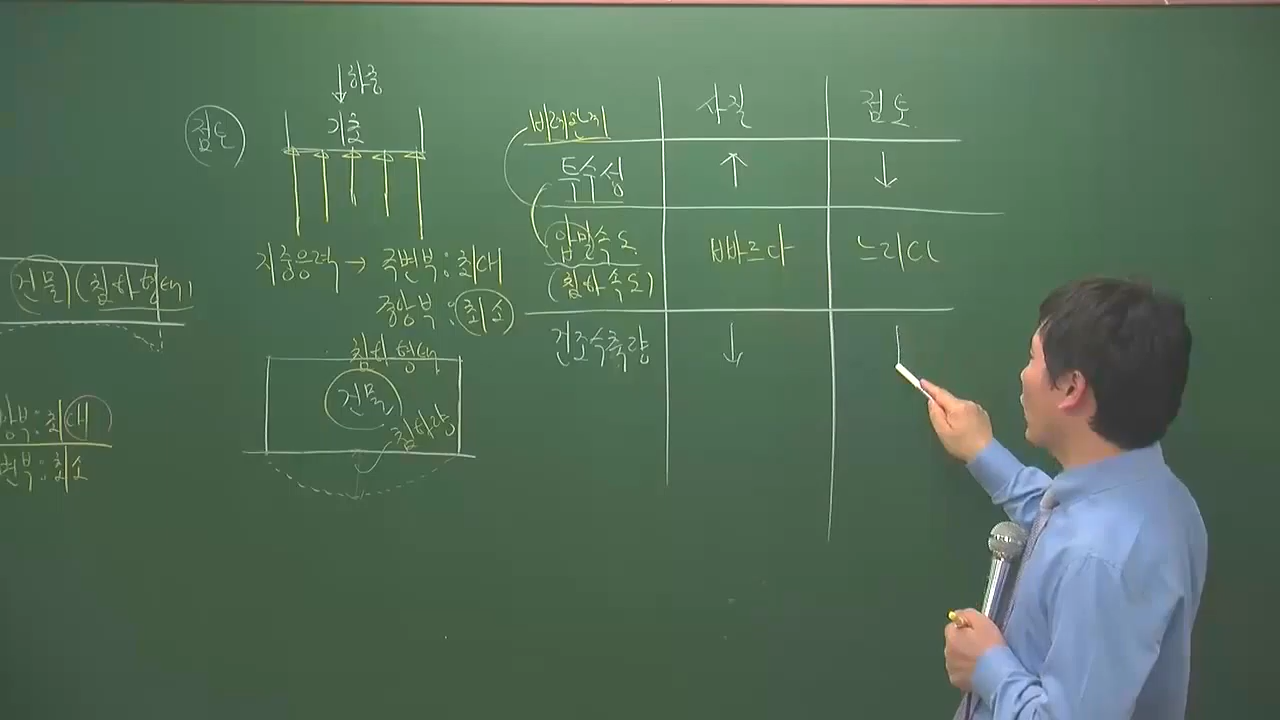 점토
↓하중
기초
지중응력 → 주변부: 최대
중앙부: 최소
침하형태
건물
침하량
건물 (침하형태)
앙부: 최대
변부: 최소
비례관계 사질 점토
투수성 ↑ ↓
압밀속도 빠르다 느리다
(침하속도)
건조수축량 ↓